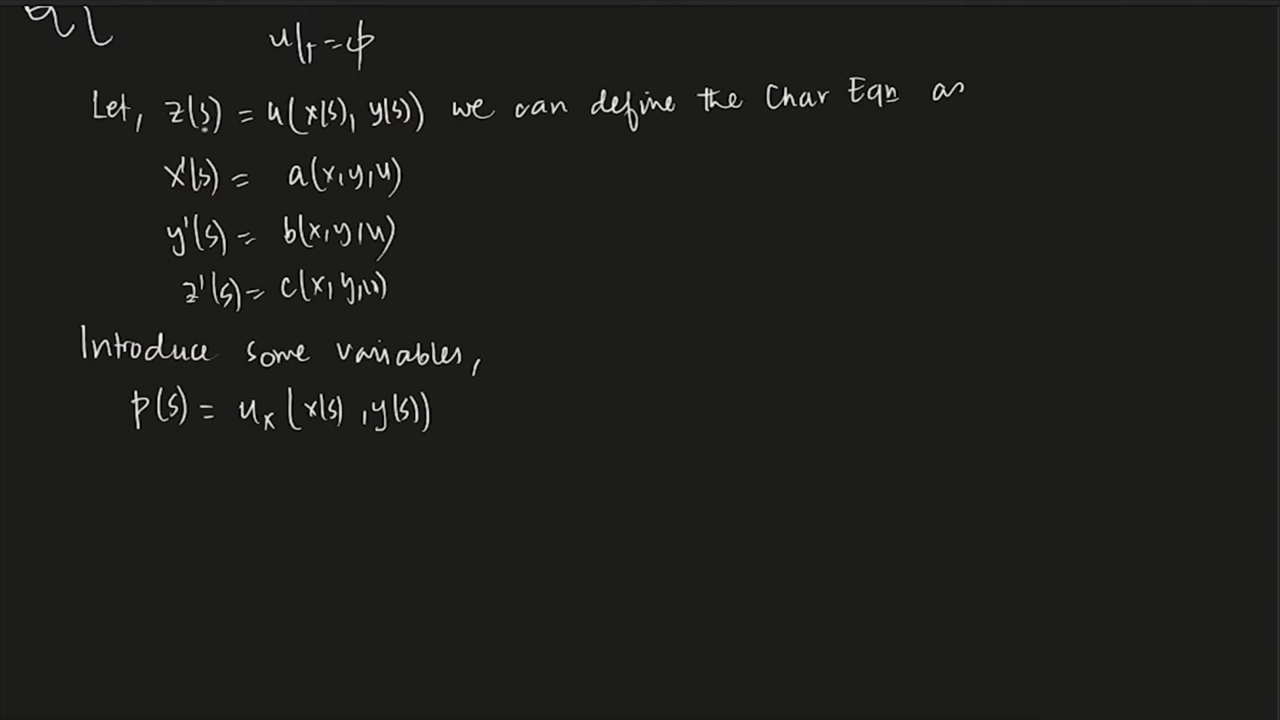 u|Γ = φ
Let, z(s) = u(x(s), y(s)) we can define the Char Eqn as
x'(s) = a(x,y,u)
y'(s) = b(x,y,u)
z'(s) = c(x,y,u)
Introduce some variables,
p(s) = uₓ(x(s), y(s))